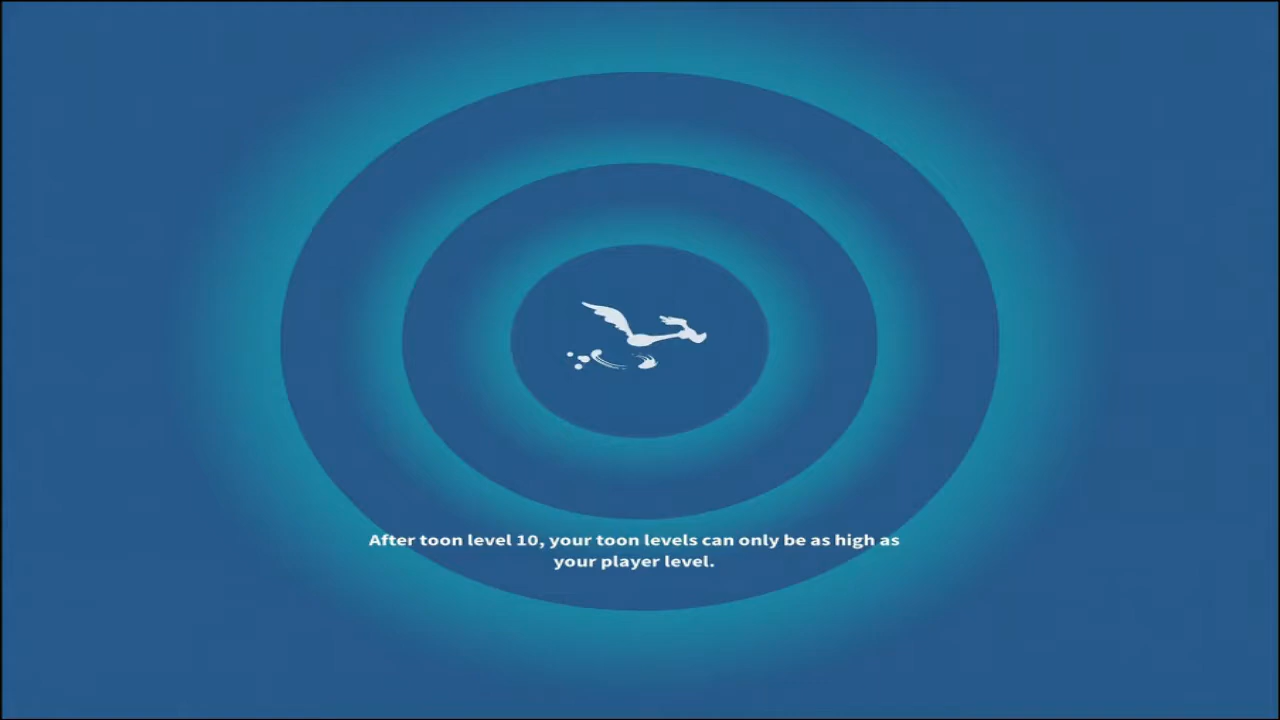 After toon level 10, your toon levels can only be as high as
your player level.